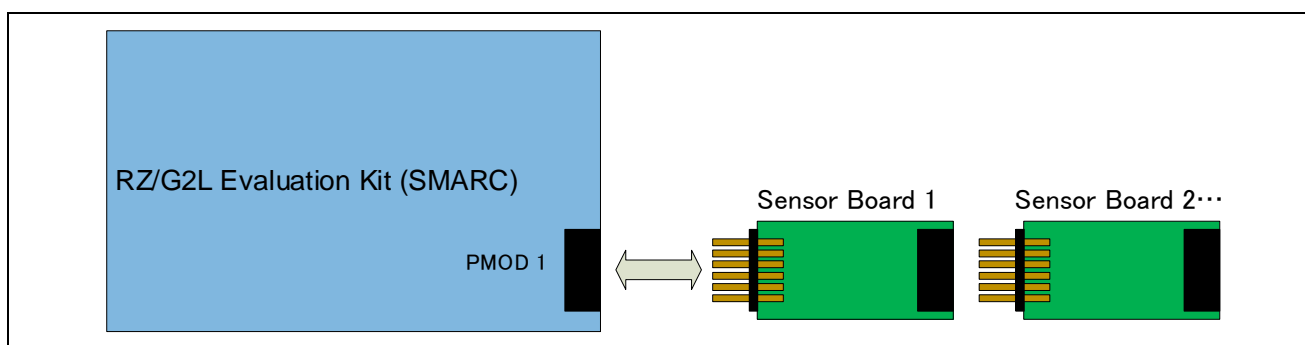 RZ/G2L Evaluation Kit (SMARC)
PMOD 1
Sensor Board 1
Sensor Board 2…